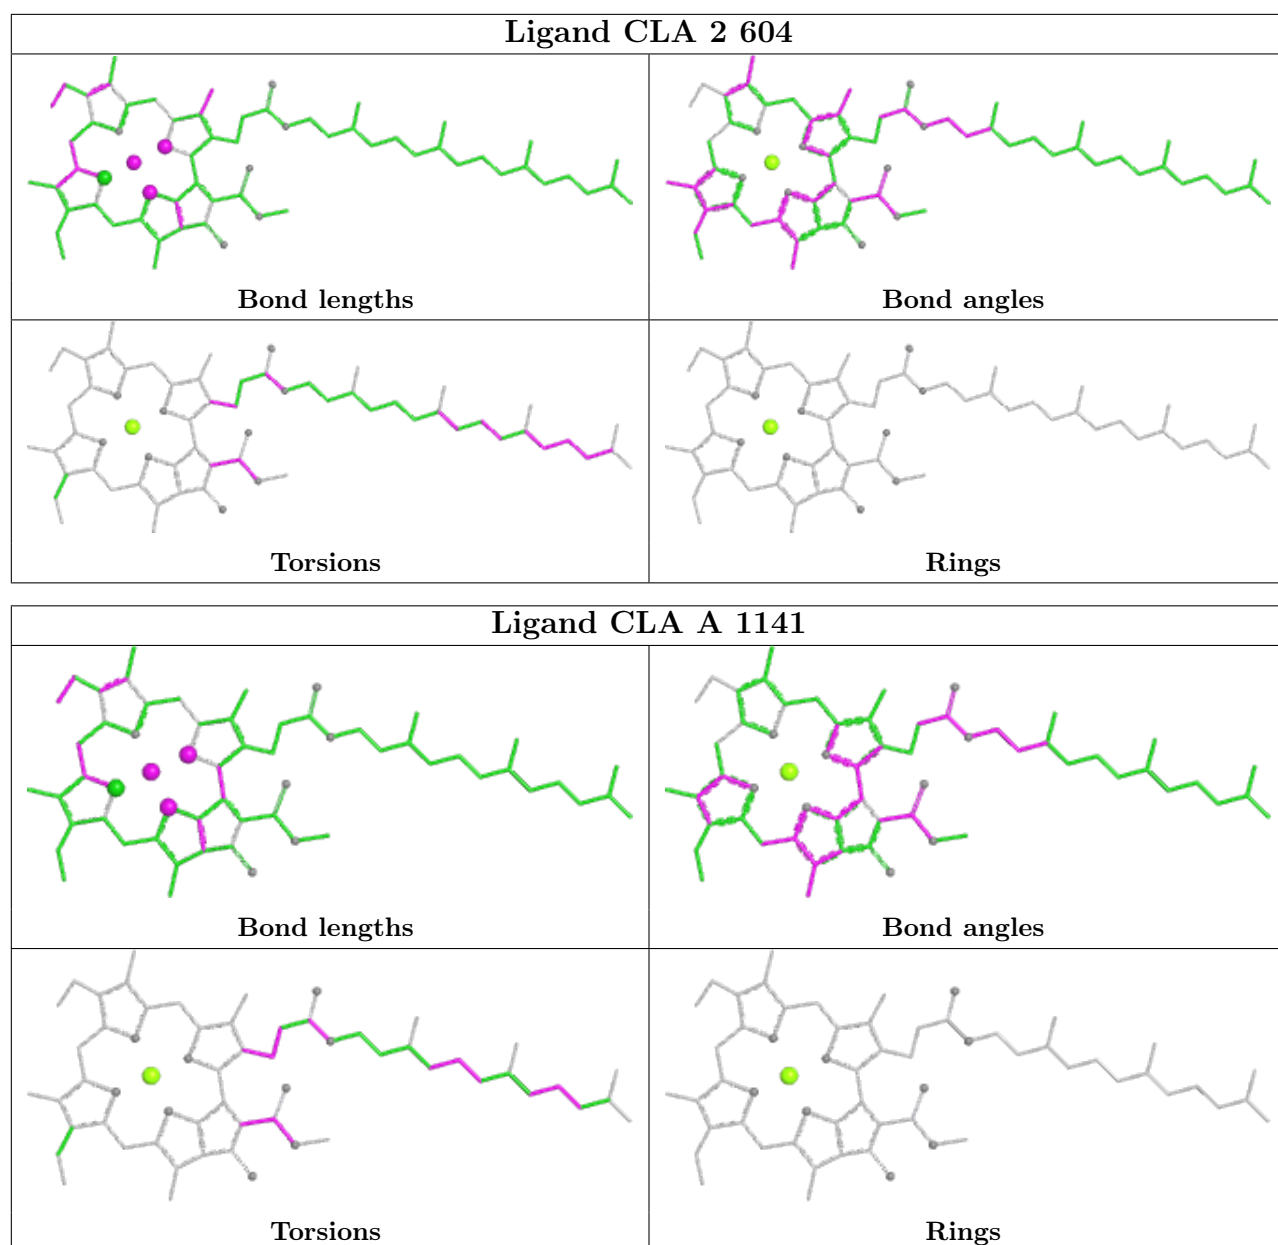 Ligand CLA 2 604
Bond lengths
Bond angles
Torsions
Rings
Ligand CLA A 1141
Bond lengths
Bond angles
Torsions
Rings